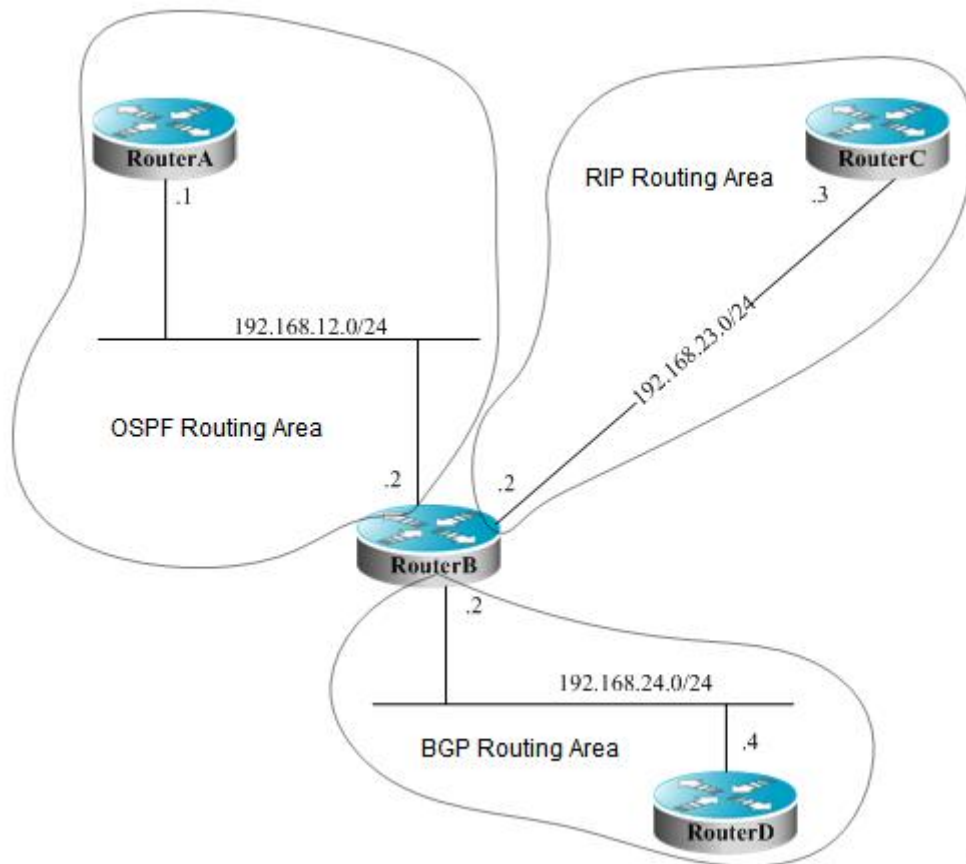 RouterA
RouterC
RIP Routing Area
.1
.3
192.168.12.0/24
192.168.23.0/24
OSPF Routing Area
.2
.2
RouterB
.2
192.168.24.0/24
BGP Routing Area
.4
RouterD